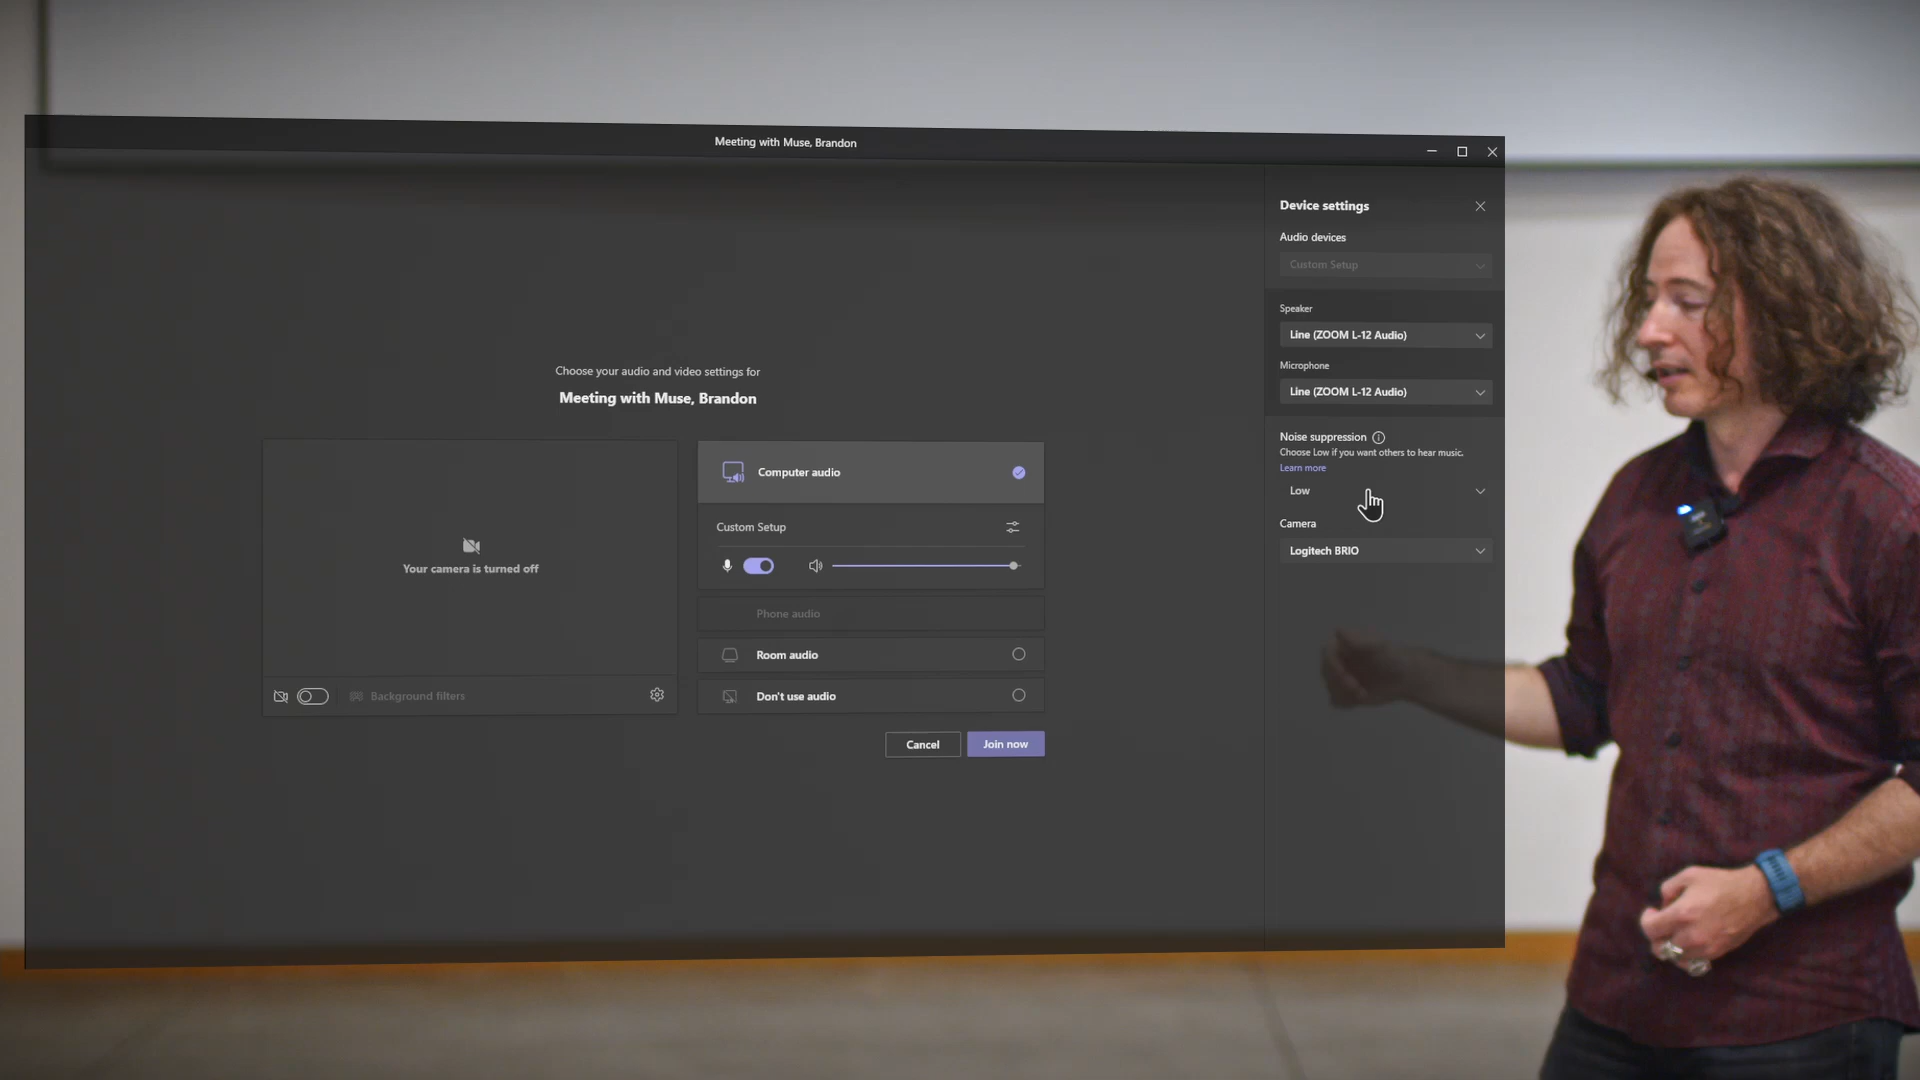 Meeting with Muse, Brandon
Device settings
Audio devices
Custom Setup
Speaker
Line (ZOOM L-12 Audio)
Microphone
Line (ZOOM L-12 Audio)
Noise suppression
Choose Low if you want others to hear music.
Learn more
Low
Camera
Logitech BRIO
Choose your audio and video settings for
Meeting with Muse, Brandon
Your camera is turned off
Background filters
Computer audio
Custom Setup
Phone audio
Room audio
Don't use audio
Cancel
Join now